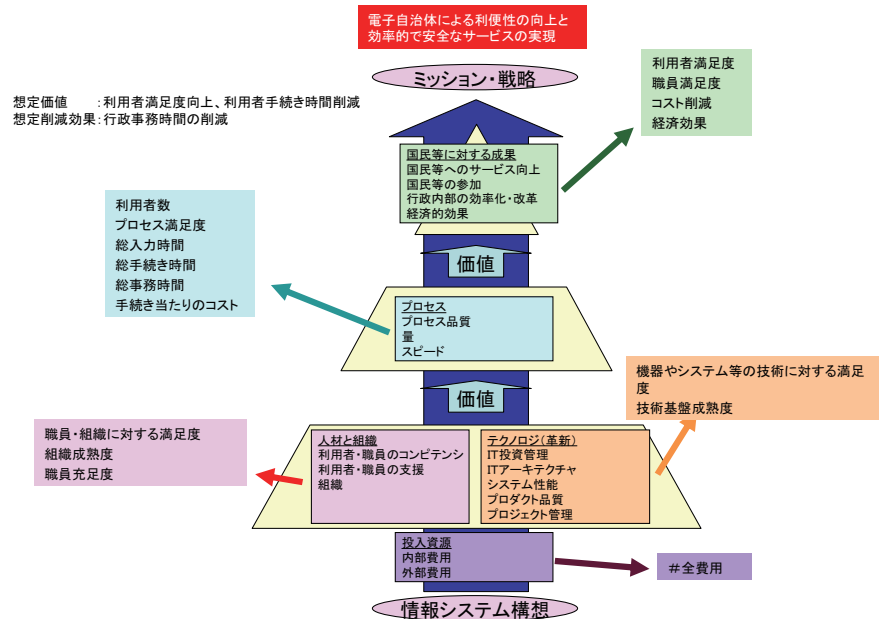 電子自治体による利便性の向上と
効率的で安全なサービスの実現
ミッション・戦略
想定価値　　:利用者満足度向上、利用者手続き時間削減
想定削減効果:行政事務時間の削減
利用者満足度
職員満足度
コスト削減
経済効果
国民等に対する成果
国民等へのサービス向上
国民等の参加
行政内部の効率化・改革
経済的効果
利用者数
プロセス満足度
総入力時間
総手続き時間
総事務時間
手続き当たりのコスト
価値
プロセス
プロセス品質
量
スピード
機器やシステム等の技術に対する満足
度
技術基盤成熟度
価値
職員・組織に対する満足度
組織成熟度
職員充足度
人材と組織
利用者・職員のコンピテンシ
利用者・職員の支援
組織
テクノロジ(革新)
IT投資管理
ITアーキテクチャ
システム性能
プロダクト品質
プロジェクト管理
投入資源
内部費用
外部費用
＃全費用
情報システム構想